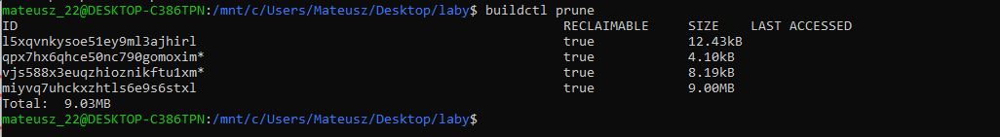 mateusz_22@DESKTOP-C386TPN:/mnt/c/Users/Mateusz/Desktop/laby$ buildctl prune
ID RECLAIMABLE SIZE LAST ACCESSED
l5xqvnkysoe51ey9ml3ajhirl true 12.43kB
qpx7hx6qhce50nc790gomoxim* true 4.10kB
vjs588x3euqzhioznikftu1xm* true 8.19kB
miyvq7uhckxzhtls6e9s6stxl true 9.00MB
Total: 9.03MB
mateusz_22@DESKTOP-C386TPN:/mnt/c/Users/Mateusz/Desktop/laby$